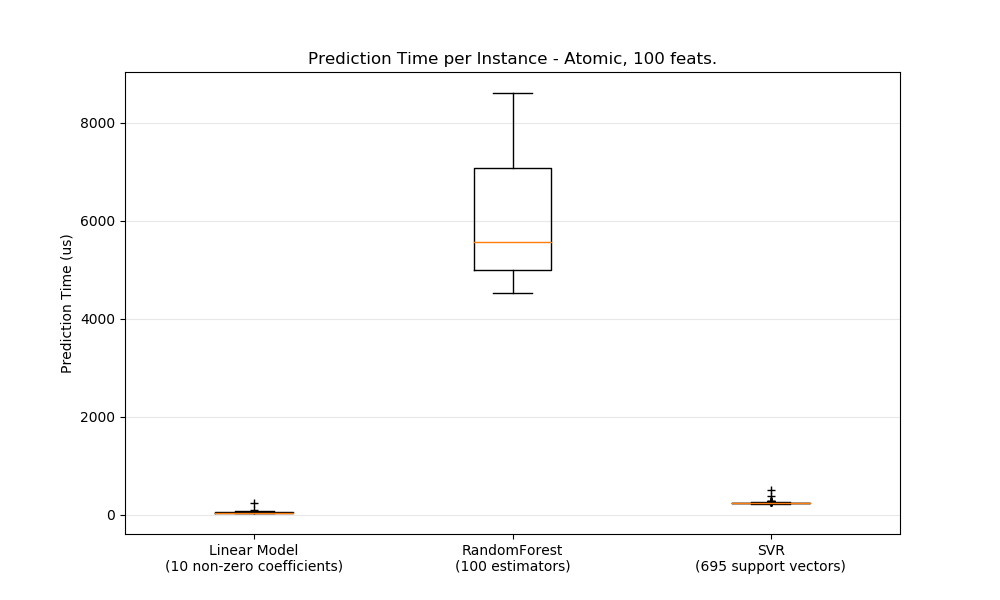 Prediction Time per Instance - Atomic, 100 feats.
Prediction Time (us)
8000
6000
4000
2000
0
Linear Model
(10 non-zero coefficients)
RandomForest
(100 estimators)
SVR
(695 support vectors)